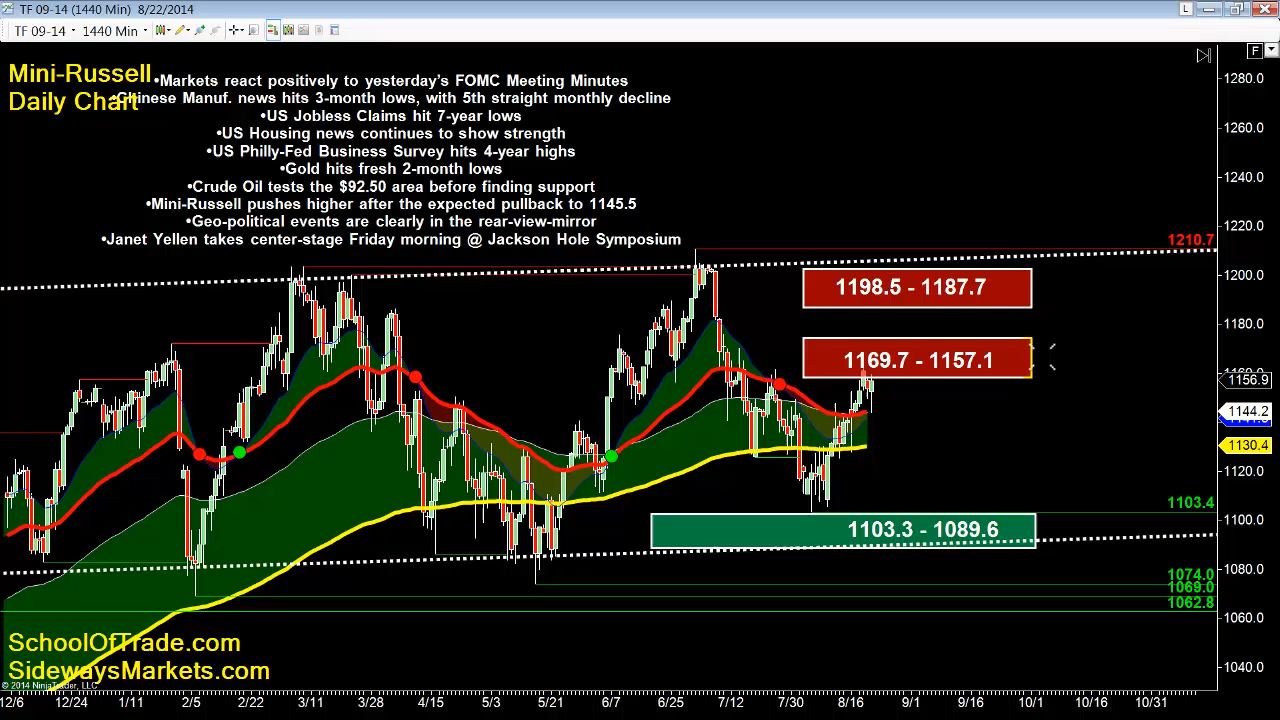 TF 09-14 (1440 Min) 8/22/2014
L
TF 09-14 1440 Min
F
Mini-Russell
Daily Chart
•Markets react positively to yesterday's FOMC Meeting Minutes
•Chinese Manuf. news hits 3-month lows, with 5th straight monthly decline
•US Jobless Claims hit 7-year lows
•US Housing news continues to show strength
•US Philly-Fed Business Survey hits 4-year highs
•Gold hits fresh 2-month lows
•Crude Oil tests the $92.50 area before finding support
•Mini-Russell pushes higher after the expected pullback to 1145.5
•Geo-political events are clearly in the rear-view-mirror
•Janet Yellen takes center-stage Friday morning @ Jackson Hole Symposium
1280.0
1260.0
1240.0
1220.0
1210.7
1200.0
1198.5 - 1187.7
1180.0
1169.7 - 1157.1
1156.9
1144.2
1130.4
1120.0
1103.4
1100.0
1103.3 - 1089.6
1080.0
1074.0
1069.0
1062.8
1060.0
1040.0
SchoolOfTrade.com
SidewaysMarkets.com
© 2014 NinjaTrader, LLC
12/6 12/24 1/11 2/5 2/22 3/11 3/28 4/15 5/3 5/21 6/7 6/25 7/12 7/30 8/16 9/1 9/16 10/1 10/16 10/31